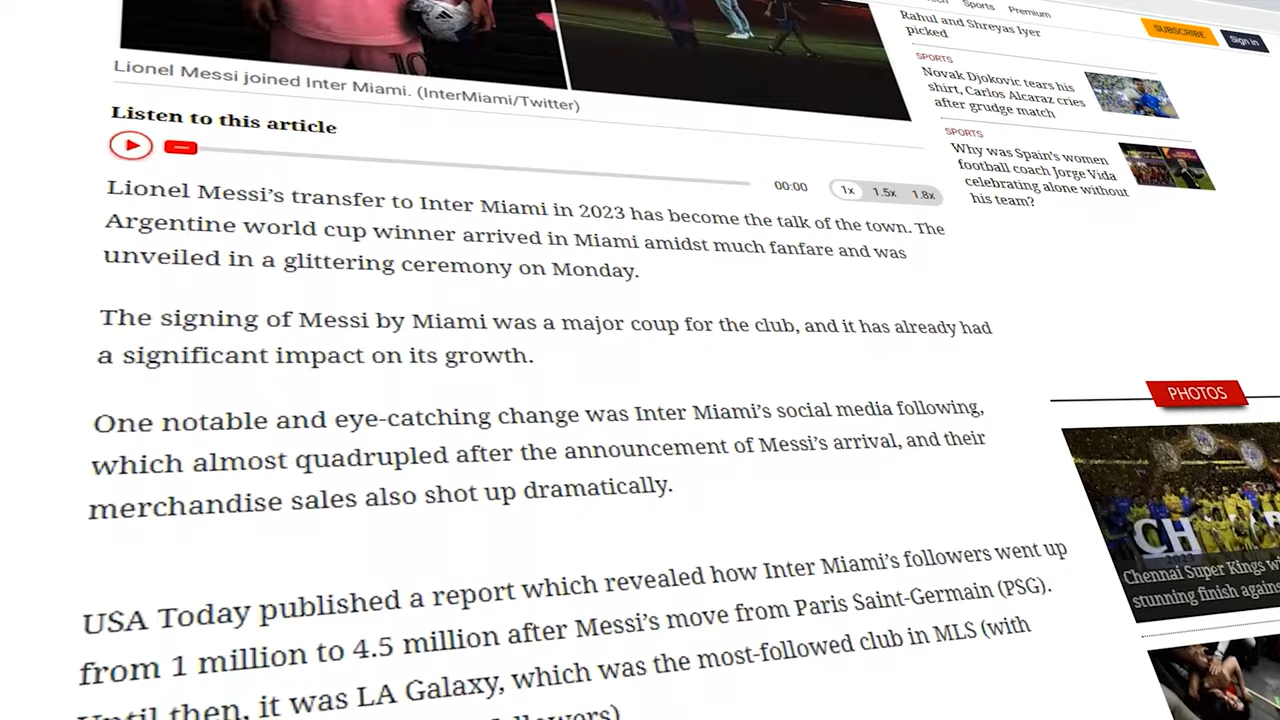 Sports Premium
SUBSCRIBE
Sign in
Rahul and Shreyas Iyer
picked
SPORTS
Novak Djokovic tears his
shirt, Carlos Alcaraz cries
after grudge match
SPORTS
Why was Spain's women
football coach Jorge Vida
celebrating alone without
his team?
10
Lionel Messi joined Inter Miami. (InterMiami/Twitter)
Listen to this article
00:00
1x 1.5x 1.8x
Lionel Messi's transfer to Inter Miami in 2023 has become the talk of the town. The
Argentine world cup winner arrived in Miami amidst much fanfare and was
unveiled in a glittering ceremony on Monday.
The signing of Messi by Miami was a major coup for the club, and it has already had
a significant impact on its growth.
One notable and eye-catching change was Inter Miami's social media following,
which almost quadrupled after the announcement of Messi's arrival, and their
merchandise sales also shot up dramatically.
USA Today published a report which revealed how Inter Miami's followers went up
from 1 million to 4.5 million after Messi's move from Paris Saint-Germain (PSG).
Until then, it was LA Galaxy, which was the most-followed club in MLS (with
followers)
PHOTOS
CH
Chennai Super Kings
stunning finish